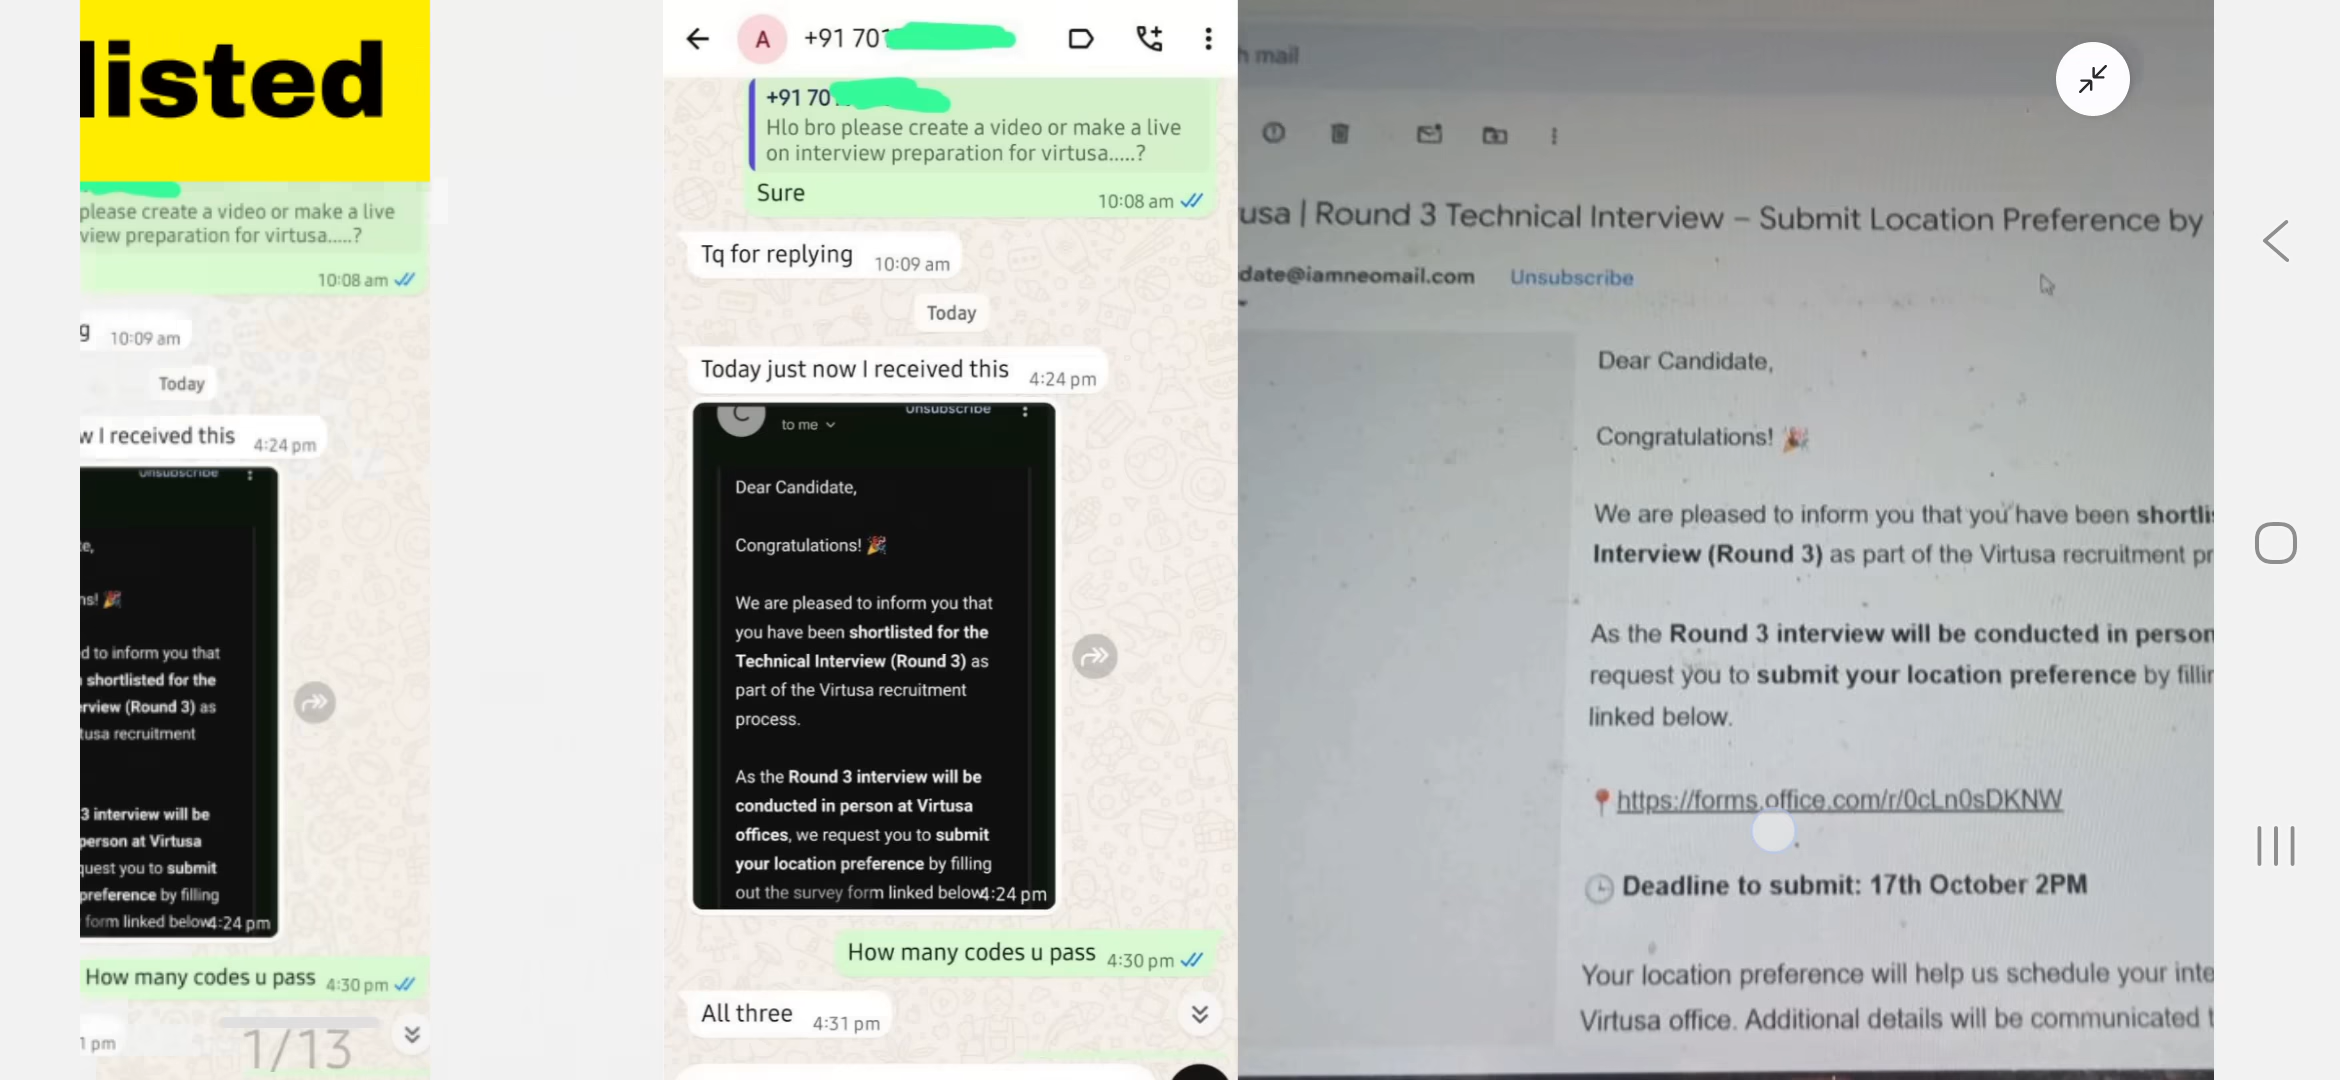 listed
please create a video or make a live
view preparation for virtusa.....?
10:08 am
g 10:09 am
Today
w I received this 4:24 pm
Unsubscribe
e,
ns! 🎉
d to inform you that
shortlisted for the
rview (Round 3) as
tusa recruitment
3 interview will be
person at Virtusa
quest you to submit
preference by filling
form linked below 4:24 pm
How many codes u pass 4:30 pm
1 pm
1/13
A +91 70
+91 70
Hlo bro please create a video or make a live
on interview preparation for virtusa.....?
Sure 10:08 am
Tq for replying 10:09 am
Today
Today just now I received this 4:24 pm
C Unsubscribe
to me
Dear Candidate,
Congratulations! 🎉
We are pleased to inform you that
you have been shortlisted for the
Technical Interview (Round 3) as
part of the Virtusa recruitment
process.
As the Round 3 interview will be
conducted in person at Virtusa
offices, we request you to submit
your location preference by filling
out the survey form linked below 4:24 pm
How many codes u pass 4:30 pm
All three 4:31 pm
h mail
usa | Round 3 Technical Interview – Submit Location Preference by
date@iamneomail.com Unsubscribe
Dear Candidate,
Congratulations! 🎉
We are pleased to inform you that you have been shortli
Interview (Round 3) as part of the Virtusa recruitment pr
As the Round 3 interview will be conducted in person
request you to submit your location preference by fillin
linked below.
📍 https://forms.office.com/r/0cLn0sDKNW
🕒 Deadline to submit: 17th October 2PM
Your location preference will help us schedule your inte
Virtusa office. Additional details will be communicated t